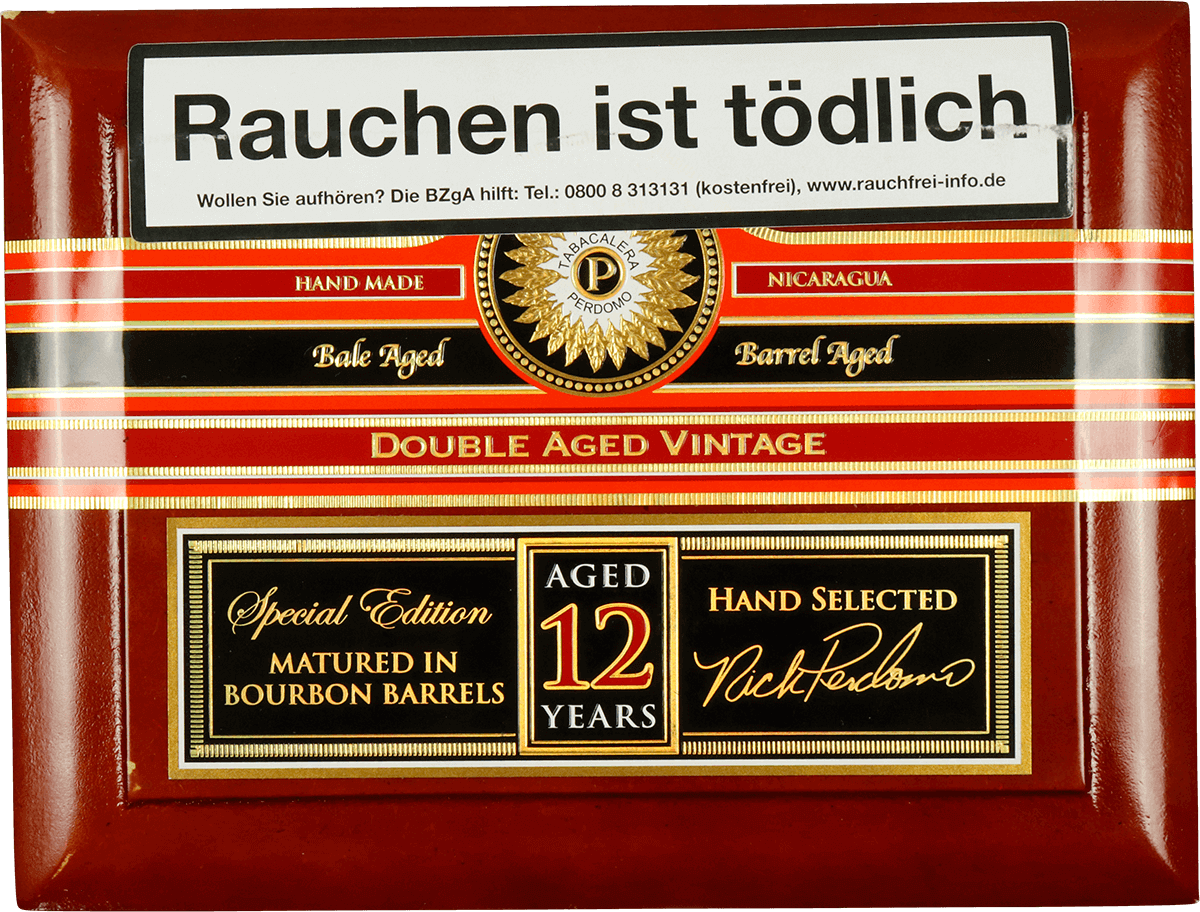 Rauchen ist tödlich
Wollen Sie aufhören? Die BZgA hilft: Tel.: 0800 8 313131 (kostenfrei), www.rauchfrei-info.de
TABACALERA
P
PERDOMO
HAND MADE
NICARAGUA
Bale Aged
Barrel Aged
DOUBLE AGED VINTAGE
Special Edition
MATURED IN
BOURBON BARRELS
AGED
12
YEARS
HAND SELECTED
Nick Perdomo